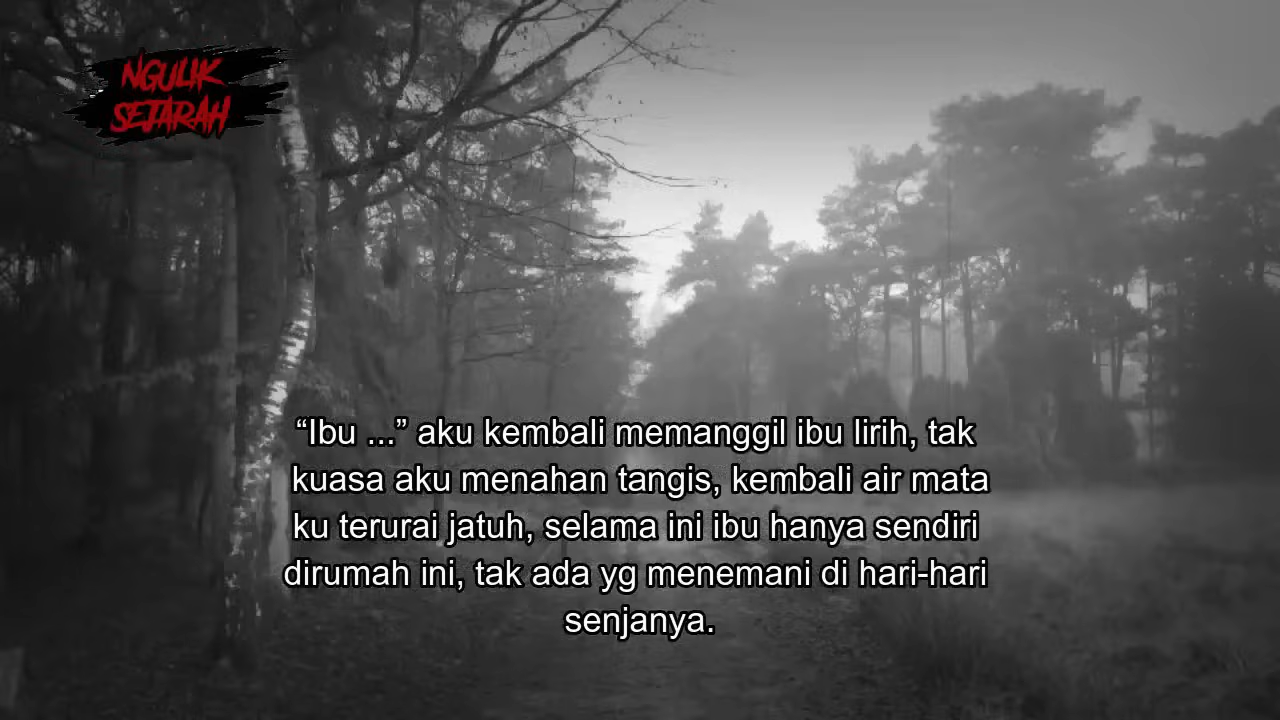 NGULIK
SEJARAH
“Ibu ...” aku kembali memanggil ibu lirih, tak
kuasa aku menahan tangis, kembali air mata
ku terurai jatuh, selama ini ibu hanya sendiri
dirumah ini, tak ada yg menemani di hari-hari
senjanya.